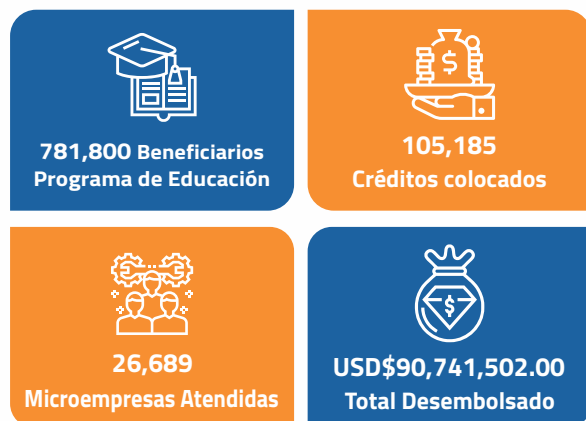 781,800 Beneficiarios
Programa de Educación
105,185
Créditos colocados
26,689
Microempresas Atendidas
USD$90,741,502.00
Total Desembolsado